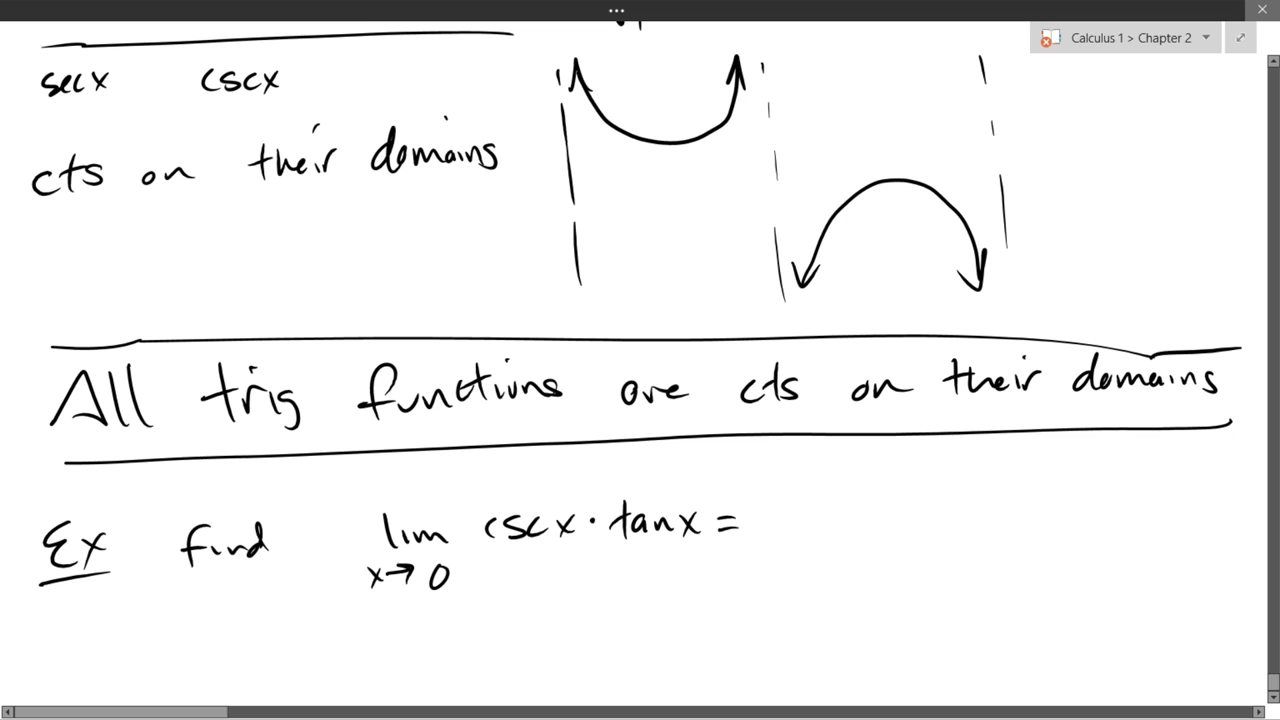 Calculus 1 > Chapter 2
secx cscx
cts on their domains
All trig functions are cts on their domains
Ex find lim cscx · tanx =
x→0